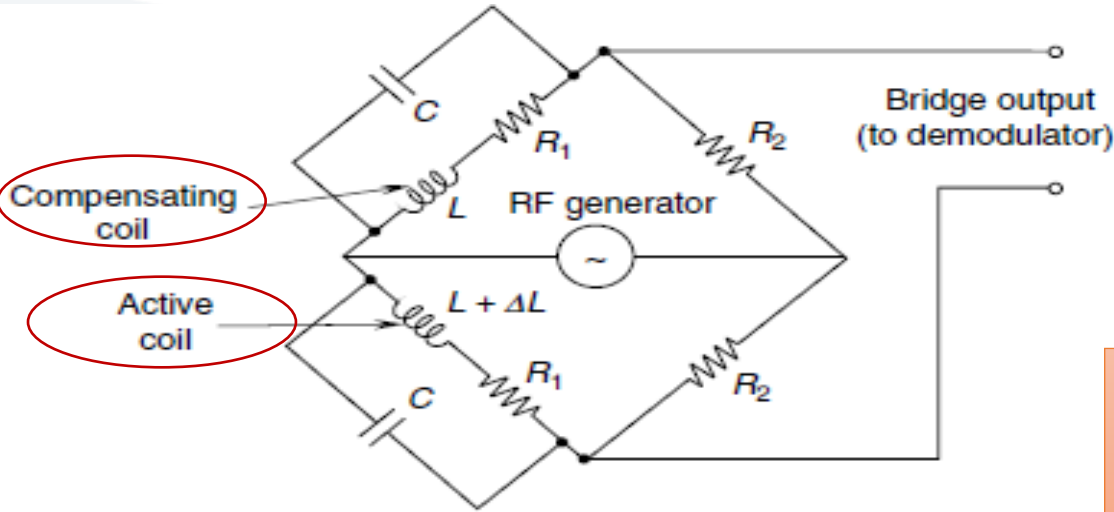 C
R₁
R₂
Bridge output
(to demodulator)
Compensating
coil
L
RF generator
~
Active
coil
L + ΔL
R₁
R₂
C